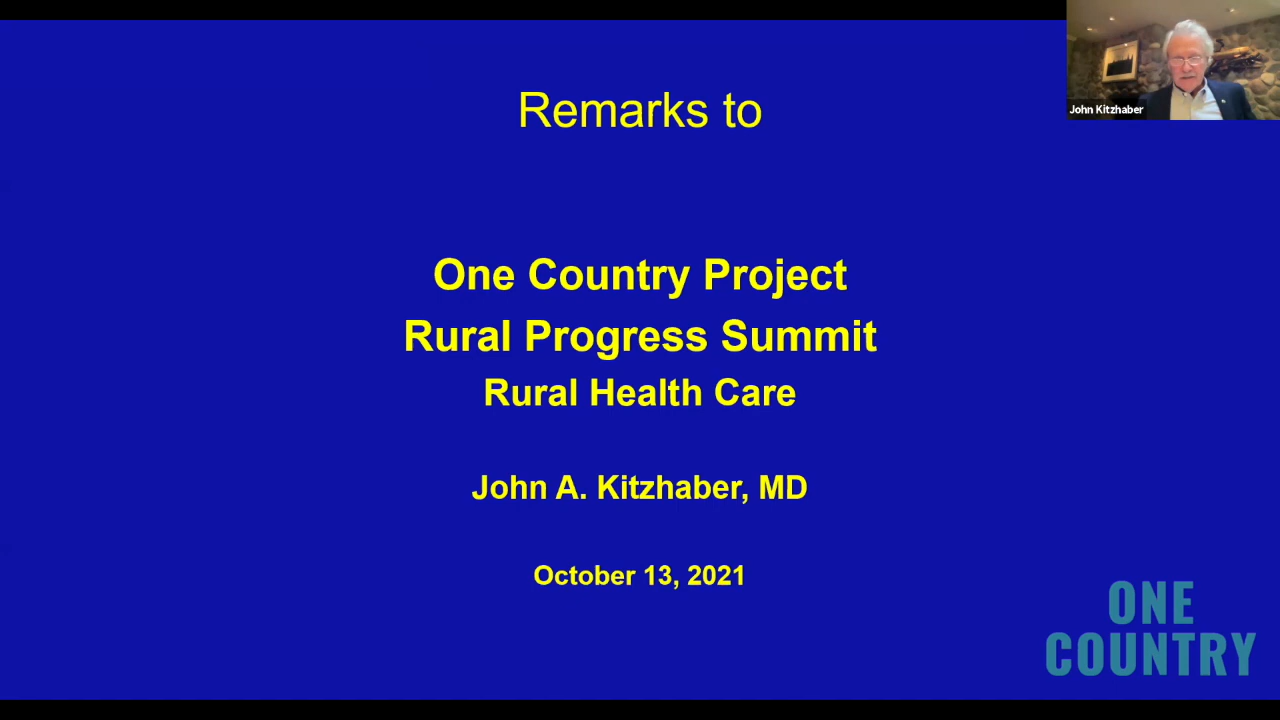 Remarks to
John Kitzhaber
One Country Project
Rural Progress Summit
Rural Health Care
John A. Kitzhaber, MD
October 13, 2021
ONE
COUNTRY